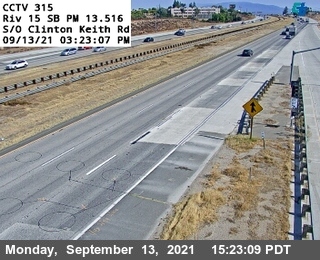 CCTV 315
Riv 15 SB PM 13.516
S/O Clinton Keith Rd
09/13/21 03:23:07 PM
Monday, September 13, 2021 15:23:09 PDT